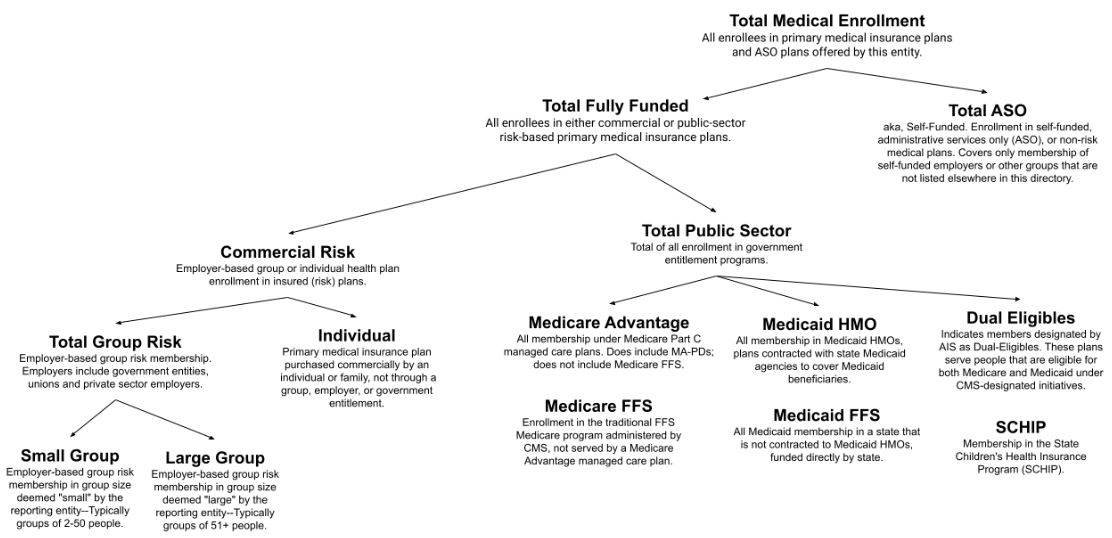 Total Medical Enrollment
All enrollees in primary medical insurance plans
and ASO plans offered by this entity.
Total Fully Funded
All enrollees in either commercial or public-sector
risk-based primary medical insurance plans.
Total ASO
aka, Self-Funded. Enrollment in self-funded,
administrative services only (ASO), or non-risk
medical plans. Covers only membership of
self-funded employers or other groups that are
not listed elsewhere in this directory.
Commercial Risk
Employer-based group or individual health plan
enrollment in insured (risk) plans.
Total Public Sector
Total of all enrollment in government
entitlement programs.
Total Group Risk
Employer-based group risk membership.
Employers include government entities,
unions and private sector employers.
Individual
Primary medical insurance plan
purchased commercially by an
individual or family, not through a
group, employer, or government
entitlement.
Medicare Advantage
All membership under Medicare Part C
managed care plans. Does include MA-PDs;
does not include Medicare FFS.
Medicaid HMO
All membership in Medicaid HMOs,
plans contracted with state Medicaid
agencies to cover Medicaid
beneficiaries.
Dual Eligibles
Indicates members designated by
AIS as Dual-Eligibles. These plans
serve people that are eligible for
both Medicare and Medicaid under
CMS-designated initiatives.
Medicare FFS
Enrollment in the traditional FFS
Medicare program administered by
CMS, not served by a Medicare
Advantage managed care plan.
Medicaid FFS
All Medicaid membership in a state that
is not contracted to Medicaid HMOs,
funded directly by state.
SCHIP
Membership in the State
Children's Health Insurance
Program (SCHIP).
Small Group
Employer-based group risk
membership in group size
deemed "small" by the
reporting entity--Typically
groups of 2-50 people.
Large Group
Employer-based group risk
membership in group size
deemed "large" by the
reporting entity--Typically
groups of 51+ people.